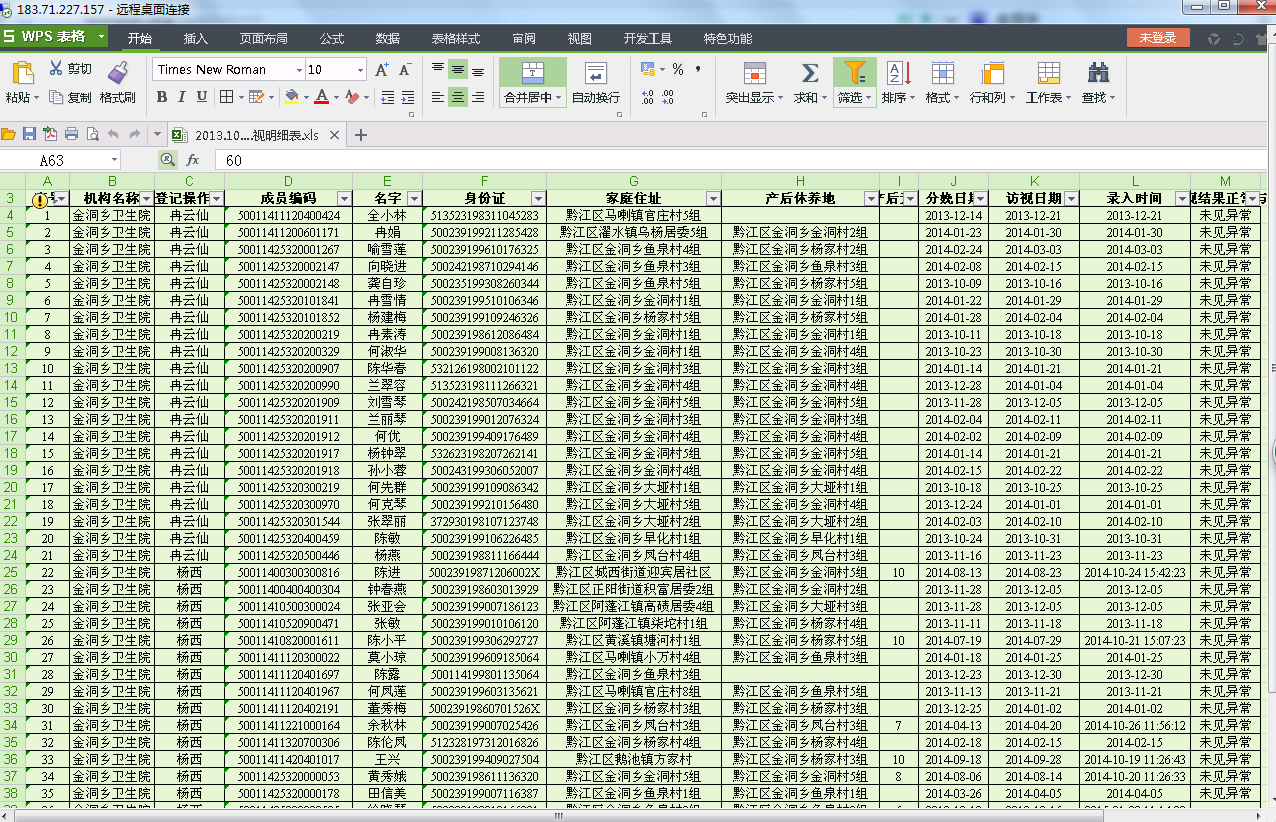 183.71.227.157 - 远程桌面连接
WPS 表格 开始 插入 页面布局 公式 数据 表格样式 审阅 视图 开发工具 特色功能 未登录
剪切 Times New Roman 10
粘贴 复制 格式刷 B I U A 合并居中 自动换行 突出显示 求和 筛选 排序 格式 行和列 工作表 查找
2013.10....视明细表.xls
A63 fx 60
A B C D E F G H I J K L M
3 机构名称 登记操作 成员编码 名字 身份证 家庭住址 产后休养地 分娩日 访视日期 录入时间 结果正
4 1 金洞乡卫生院 冉云仙 50011411120400424 全小林 513523198311045283 黔江区马喇镇官庄村5组 2013-12-14 2013-12-21 2013-12-21 未见异常
5 2 金洞乡卫生院 冉云仙 50011411200601171 冉娟 500239199211285428 黔江区濯水镇乌杨居委5组 黔江区金洞乡金洞村2组 2014-01-23 2014-01-30 2014-01-30 未见异常
6 3 金洞乡卫生院 冉云仙 50011425320001267 喻雪莲 500239199610176325 黔江区金洞乡鱼泉村4组 黔江区金洞乡杨家村2组 2014-02-24 2014-03-03 2014-03-03 未见异常
7 4 金洞乡卫生院 冉云仙 50011425320002147 向晓进 500242198710294146 黔江区金洞乡鱼泉村3组 黔江区金洞乡鱼泉村3组 2014-02-08 2014-02-15 2014-02-15 未见异常
8 5 金洞乡卫生院 冉云仙 50011425320002148 龚自珍 500235199308260344 黔江区金洞乡鱼泉村5组 黔江区金洞乡杨家村5组 2013-10-09 2013-10-16 2013-10-16 未见异常
9 6 金洞乡卫生院 冉云仙 50011425320101841 冉雪情 500239199510106346 黔江区金洞乡金洞村1组 黔江区金洞乡金洞村1组 2014-01-22 2014-01-29 2014-01-29 未见异常
10 7 金洞乡卫生院 冉云仙 50011425320101852 杨建梅 500239199109246326 黔江区金洞乡杨家村5组 黔江区金洞乡杨家村5组 2014-01-28 2014-02-04 2014-02-04 未见异常
11 8 金洞乡卫生院 冉云仙 50011425320200219 冉素涛 500239198612086484 黔江区金洞乡金洞村1组 黔江区金洞乡金洞村1组 2013-10-11 2013-10-18 2013-10-18 未见异常
12 9 金洞乡卫生院 冉云仙 50011425320200329 何淑华 500239199008136320 黔江区金洞乡金洞村1组 黔江区金洞乡金洞村4组 2013-10-23 2013-10-30 2013-10-30 未见异常
13 10 金洞乡卫生院 冉云仙 50011425320200907 陈华春 532126198002101122 黔江区金洞乡金洞村3组 黔江区金洞乡金洞村3组 2014-01-14 2014-01-21 2014-01-21 未见异常
14 11 金洞乡卫生院 冉云仙 50011425320200990 兰翠容 513523198111266321 黔江区金洞乡金洞村4组 黔江区金洞乡金洞村4组 2013-12-28 2014-01-04 2014-01-04 未见异常
15 12 金洞乡卫生院 冉云仙 50011425320201909 刘雪琴 500242198507034664 黔江区金洞乡金洞村5组 黔江区金洞乡金洞村5组 2013-11-28 2013-12-05 2013-12-05 未见异常
16 13 金洞乡卫生院 冉云仙 50011425320201911 兰丽琴 500239199012076324 黔江区金洞乡金洞村3组 黔江区金洞乡金洞村3组 2014-02-04 2014-02-11 2014-02-11 未见异常
17 14 金洞乡卫生院 冉云仙 50011425320201912 何优 500239199409176489 黔江区金洞乡金洞村4组 黔江区金洞乡金洞村4组 2014-02-02 2014-02-09 2014-02-09 未见异常
18 15 金洞乡卫生院 冉云仙 50011425320201917 杨钟翠 532623198207262141 黔江区金洞乡金洞村5组 黔江区金洞乡金洞村5组 2014-01-14 2014-01-21 2014-01-21 未见异常
19 16 金洞乡卫生院 冉云仙 50011425320201918 孙小蓉 500243199306052007 黔江区金洞乡金洞村4组 黔江区金洞乡金洞村4组 2014-02-15 2014-02-22 2014-02-22 未见异常
20 17 金洞乡卫生院 冉云仙 50011425320300219 何先群 500239199109086342 黔江区金洞乡大垭村1组 黔江区金洞乡大垭村1组 2013-10-18 2013-10-25 2013-10-25 未见异常
21 18 金洞乡卫生院 冉云仙 50011425320300970 何克琴 500239199210156480 黔江区金洞乡大垭村5组 黔江区金洞乡金洞村4组 2013-12-24 2014-01-01 2014-01-01 未见异常
22 19 金洞乡卫生院 冉云仙 50011425320301544 张翠丽 372930198107123748 黔江区金洞乡大垭村2组 黔江区金洞乡大垭村2组 2014-02-03 2014-02-10 2014-02-10 未见异常
23 20 金洞乡卫生院 冉云仙 50011425320400459 陈敏 500239199106226485 黔江区金洞乡早化村1组 黔江区金洞乡早化村1组 2013-10-24 2013-10-31 2013-10-31 未见异常
24 21 金洞乡卫生院 冉云仙 50011425320500446 杨燕 500239198811166444 黔江区金洞乡凤台村4组 黔江区金洞乡凤台村3组 2013-11-16 2013-11-23 2013-11-23 未见异常
25 22 金洞乡卫生院 杨西 50011400300300816 陈进 50023919871206002X 黔江区城西街道迎宾居社区 黔江区金洞乡金洞村5组 10 2014-08-13 2014-08-23 2014-10-24 15:42:23 未见异常
26 23 金洞乡卫生院 杨西 50011400400400304 钟春燕 500239198603013929 黔江区正阳街道积富居委2组 黔江区金洞乡金洞村2组 2013-11-28 2013-12-05 2013-12-05 未见异常
27 24 金洞乡卫生院 杨西 50011410500300024 张亚会 500239199007186123 黔江区阿蓬江镇高碛居委4组 黔江区金洞乡大垭村3组 2013-11-28 2013-12-05 2013-12-05 未见异常
28 25 金洞乡卫生院 杨西 50011410520900471 张敏 500239199010106120 黔江区阿蓬江镇柒坨村1组 黔江区金洞乡杨家村4组 2013-11-11 2013-11-18 2013-11-18 未见异常
29 26 金洞乡卫生院 杨西 50011410820001611 陈小平 500239199306292727 黔江区黄溪镇塘河村1组 黔江区金洞乡鱼泉村5组 10 2014-07-19 2014-07-29 2014-10-21 15:07:23 未见异常
30 27 金洞乡卫生院 杨西 50011411120300022 莫小琼 500239199609185064 黔江区马喇镇小万村4组 黔江区金洞乡鱼泉村3组 2014-01-18 2014-01-25 2014-01-25 未见异常
31 28 金洞乡卫生院 杨西 50011411120401697 陈露 500114199801135064 黔江区金洞乡鱼泉村3组 2013-12-23 2013-12-30 2013-12-30 未见异常
32 29 金洞乡卫生院 杨西 50011411120401967 何凤莲 500239199603135621 黔江区马喇镇官庄村8组 黔江区金洞乡鱼泉村5组 2013-11-13 2013-11-21 2013-11-21 未见异常
33 30 金洞乡卫生院 杨西 50011411120402191 董秀梅 50023919860701526X 黔江区金洞乡杨家村3组 黔江区金洞乡杨家村3组 2013-12-25 2014-01-02 2014-01-02 未见异常
34 31 金洞乡卫生院 杨西 50011411221000164 余秋林 500239199007025426 黔江区金洞乡凤台村3组 黔江区金洞乡凤台村3组 7 2014-04-13 2014-04-20 2014-10-26 11:56:12 未见异常
35 32 金洞乡卫生院 杨西 50011411320700306 陈伦凤 512328197312016826 黔江区金洞乡杨家村4组 黔江区金洞乡杨家村4组 2014-02-18 2014-02-15 2014-02-15 未见异常
36 33 金洞乡卫生院 杨西 50011411420401017 王兴 500239199409027504 黔江区鹅池镇方家村 黔江区金洞乡杨家村3组 10 2014-09-18 2014-09-28 2014-10-19 11:26:43 未见异常
37 34 金洞乡卫生院 杨西 50011425320000053 黄秀娥 500239198611136320 黔江区金洞乡鱼泉村4组 黔江区金洞乡金洞村5组 8 2014-08-06 2014-08-14 2014-10-20 11:26:33 未见异常
38 35 金洞乡卫生院 杨西 50011425320000178 田信美 500239199007116387 黔江区金洞乡鱼泉村1组 黔江区金洞乡鱼泉村1组 2014-03-26 2014-04-05 2014-04-05 未见异常